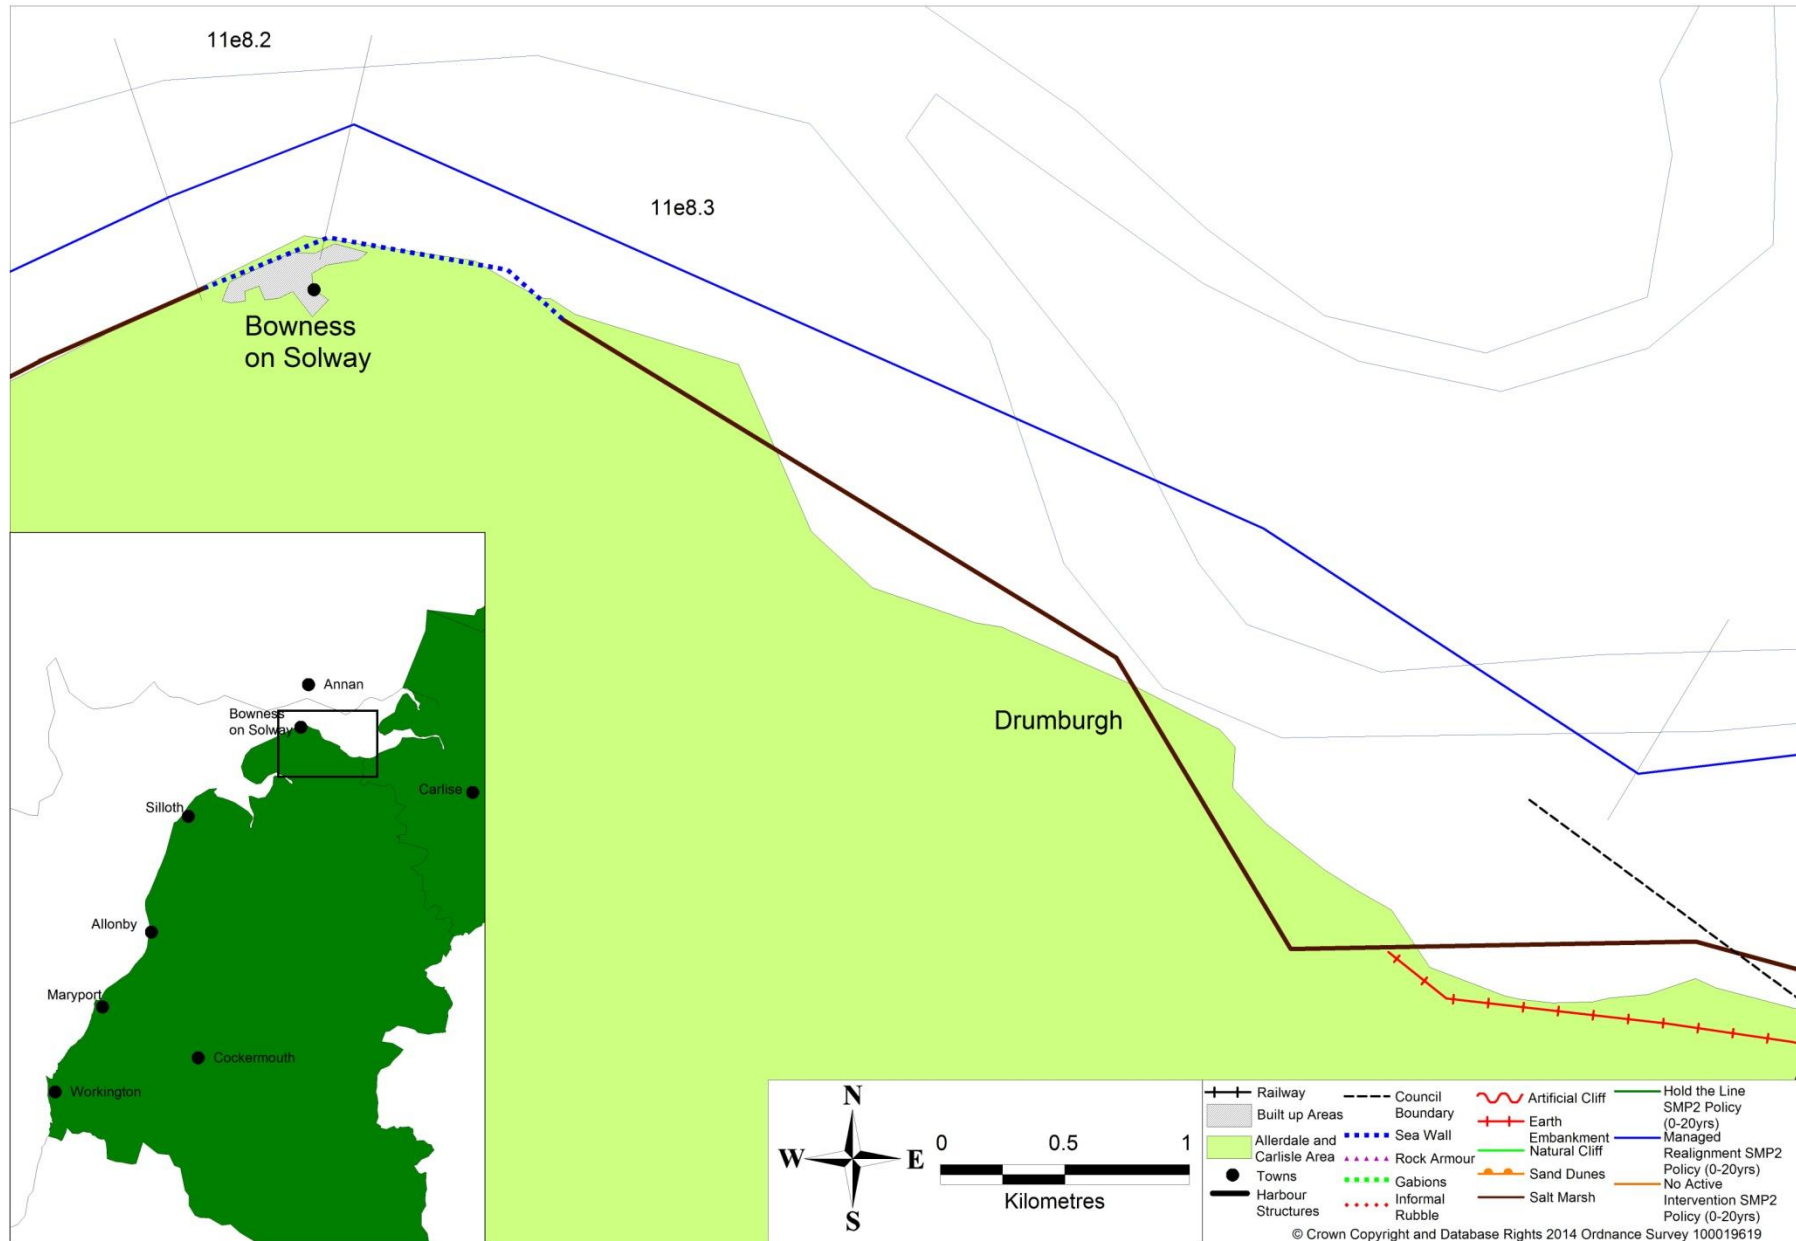 11e8.2
11e8.3
Bowness
on Solway
Drumburgh
Annan
Bowness
on Solway
Carlise
Silloth
Allonby
Maryport
Cockermouth
Workington
N
W
E
S
0 0.5 1
Kilometres
Railway
Built up Areas
Allerdale and
Carlisle Area
Towns
Harbour
Structures
Council
Boundary
Sea Wall
Rock Armour
Gabions
Informal
Rubble
Artificial Cliff
Earth
Embankment
Natural Cliff
Sand Dunes
Salt Marsh
Hold the Line
SMP2 Policy
(0-20yrs)
Managed
Realignment SMP2
Policy (0-20yrs)
No Active
Intervention SMP2
Policy (0-20yrs)
© Crown Copyright and Database Rights 2014 Ordnance Survey 100019619